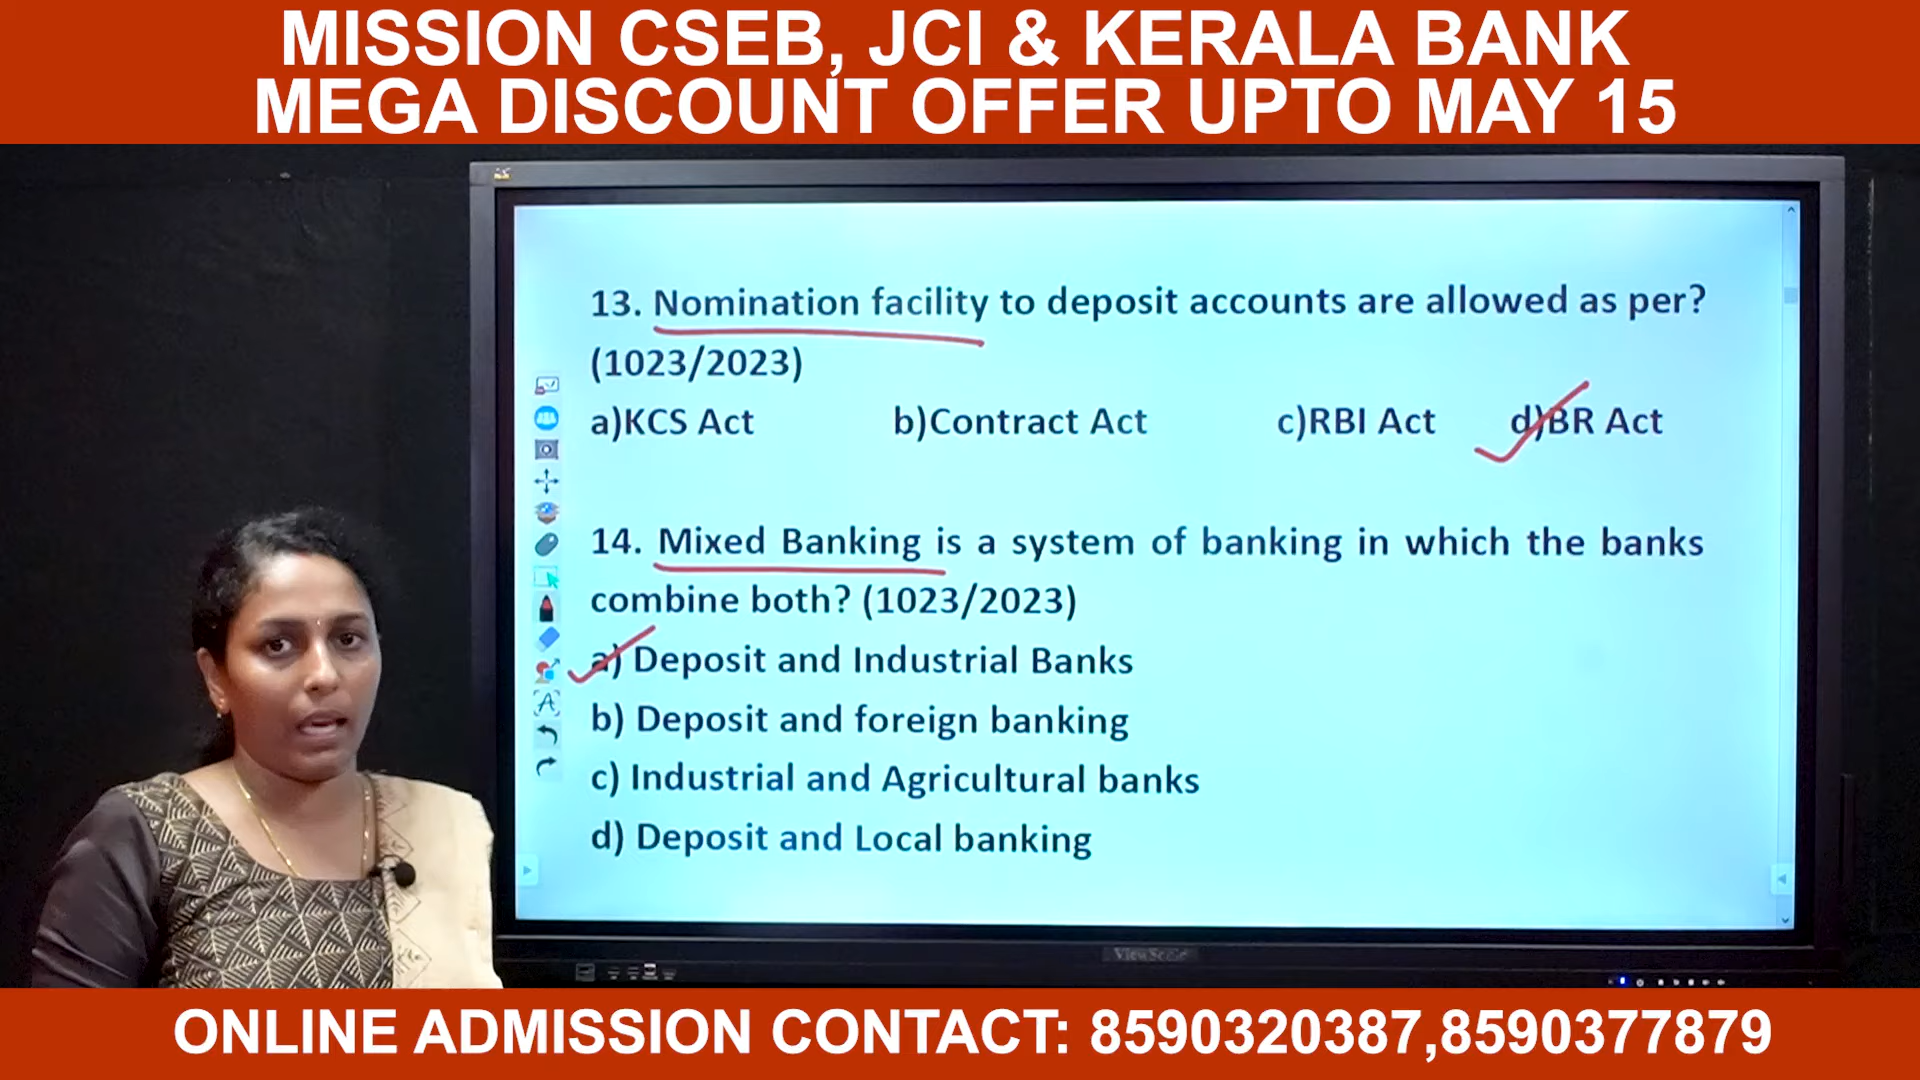 MISSION CSEB, JCI & KERALA BANK
MEGA DISCOUNT OFFER UPTO MAY 15
13. Nomination facility to deposit accounts are allowed as per?
(1023/2023)
a)KCS Act b)Contract Act c)RBI Act d)BR Act
14. Mixed Banking is a system of banking in which the banks
combine both? (1023/2023)
a) Deposit and Industrial Banks
b) Deposit and foreign banking
c) Industrial and Agricultural banks
d) Deposit and Local banking
ViewSonic
ONLINE ADMISSION CONTACT: 8590320387,8590377879